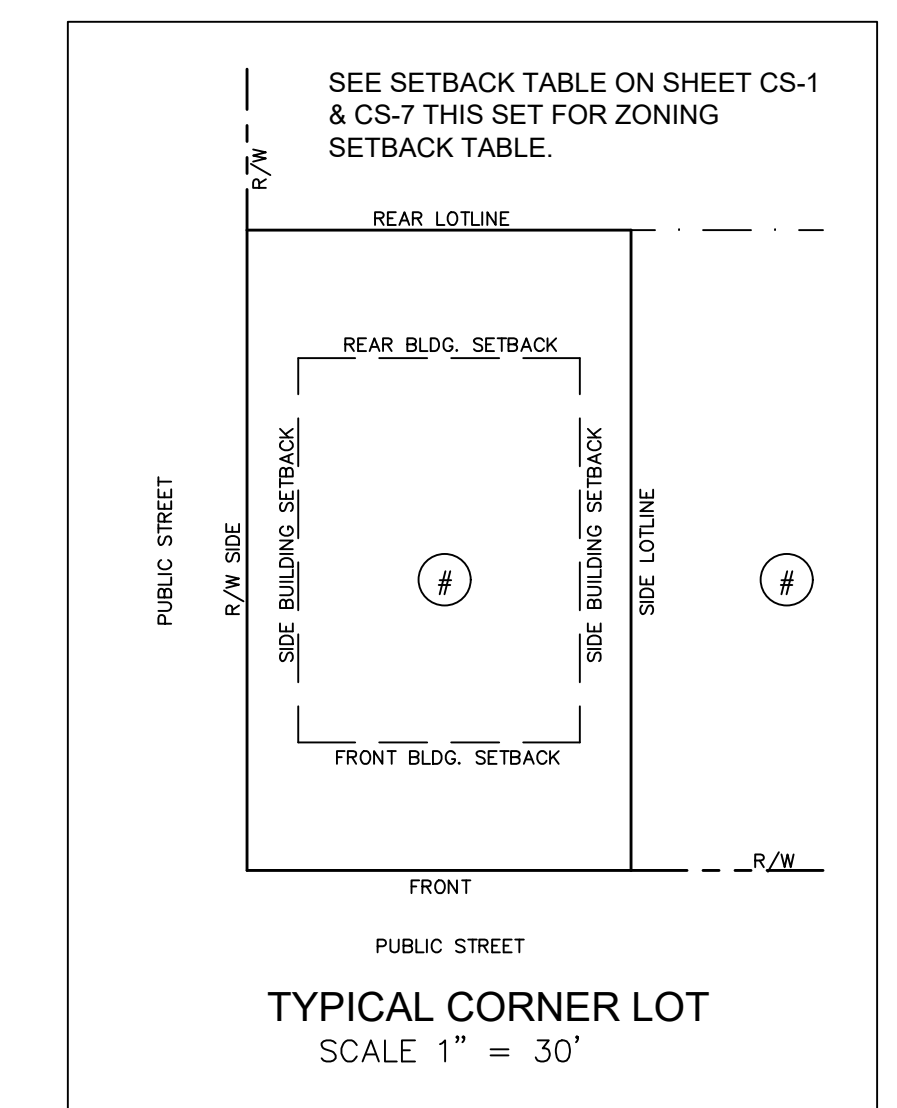 SEE SETBACK TABLE ON SHEET CS-1
& CS-7 THIS SET FOR ZONING
SETBACK TABLE.
R/W
REAR LOTLINE
REAR BLDG. SETBACK
PUBLIC STREET
R/W SIDE
SIDE BUILDING SETBACK
#
SIDE BUILDING SETBACK
SIDE LOTLINE
#
FRONT BLDG. SETBACK
R/W
FRONT
PUBLIC STREET
TYPICAL CORNER LOT
SCALE 1" = 30'